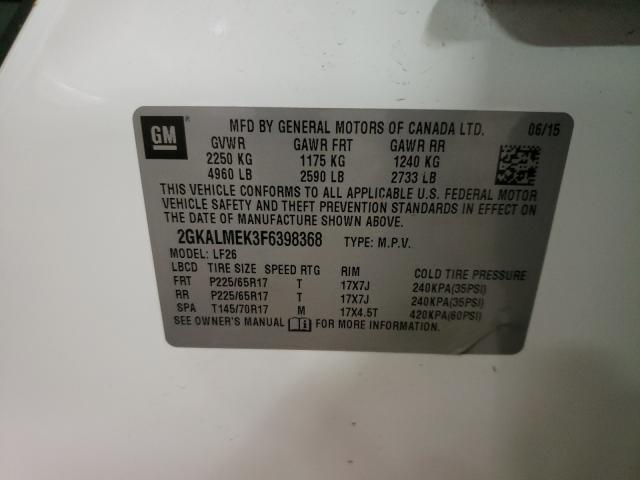 GM ® MFD BY GENERAL MOTORS OF CANADA LTD. 06/15
GVWR GAWR FRT GAWR RR
2250 KG 1175 KG 1240 KG
4960 LB 2590 LB 2733 LB
THIS VEHICLE CONFORMS TO ALL APPLICABLE U.S. FEDERAL MOTOR
VEHICLE SAFETY AND THEFT PREVENTION STANDARDS IN EFFECT ON
THE DATE OF MANUFACTURE SHOWN ABOVE.
2GKALMEK3F6398368 TYPE: M.P.V.
MODEL: LF26
LBCD TIRE SIZE SPEED RTG RIM COLD TIRE PRESSURE
FRT P225/65R17 T 17X7J 240KPA(35PSI)
RR P225/65R17 T 17X7J 240KPA(35PSI)
SPA T145/70R17 M 17X4.5T 420KPA(60PSI)
SEE OWNER'S MANUAL FOR MORE INFORMATION.